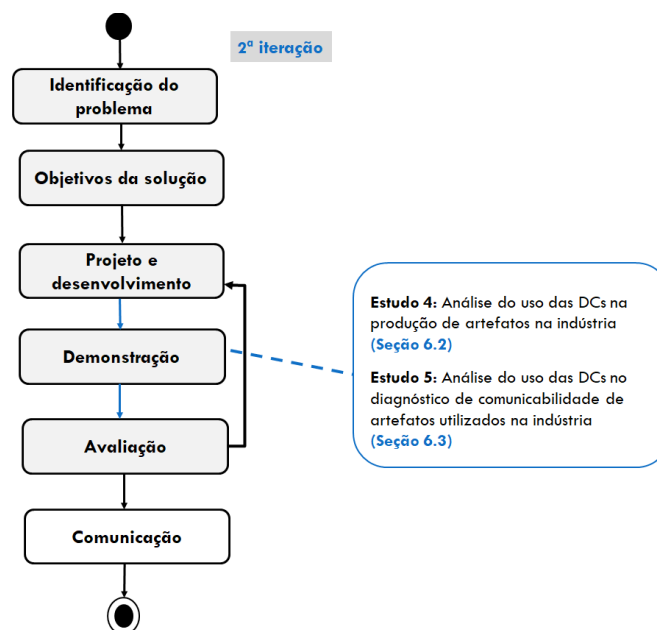 2ª iteração
Identificação do
problema
Objetivos da solução
Projeto e
desenvolvimento
Demonstração
Avaliação
Comunicação
Estudo 4: Análise do uso das DCs na
produção de artefatos na indústria
(Seção 6.2)
Estudo 5: Análise do uso das DCs no
diagnóstico de comunicabilidade de
artefatos utilizados na indústria
(Seção 6.3)